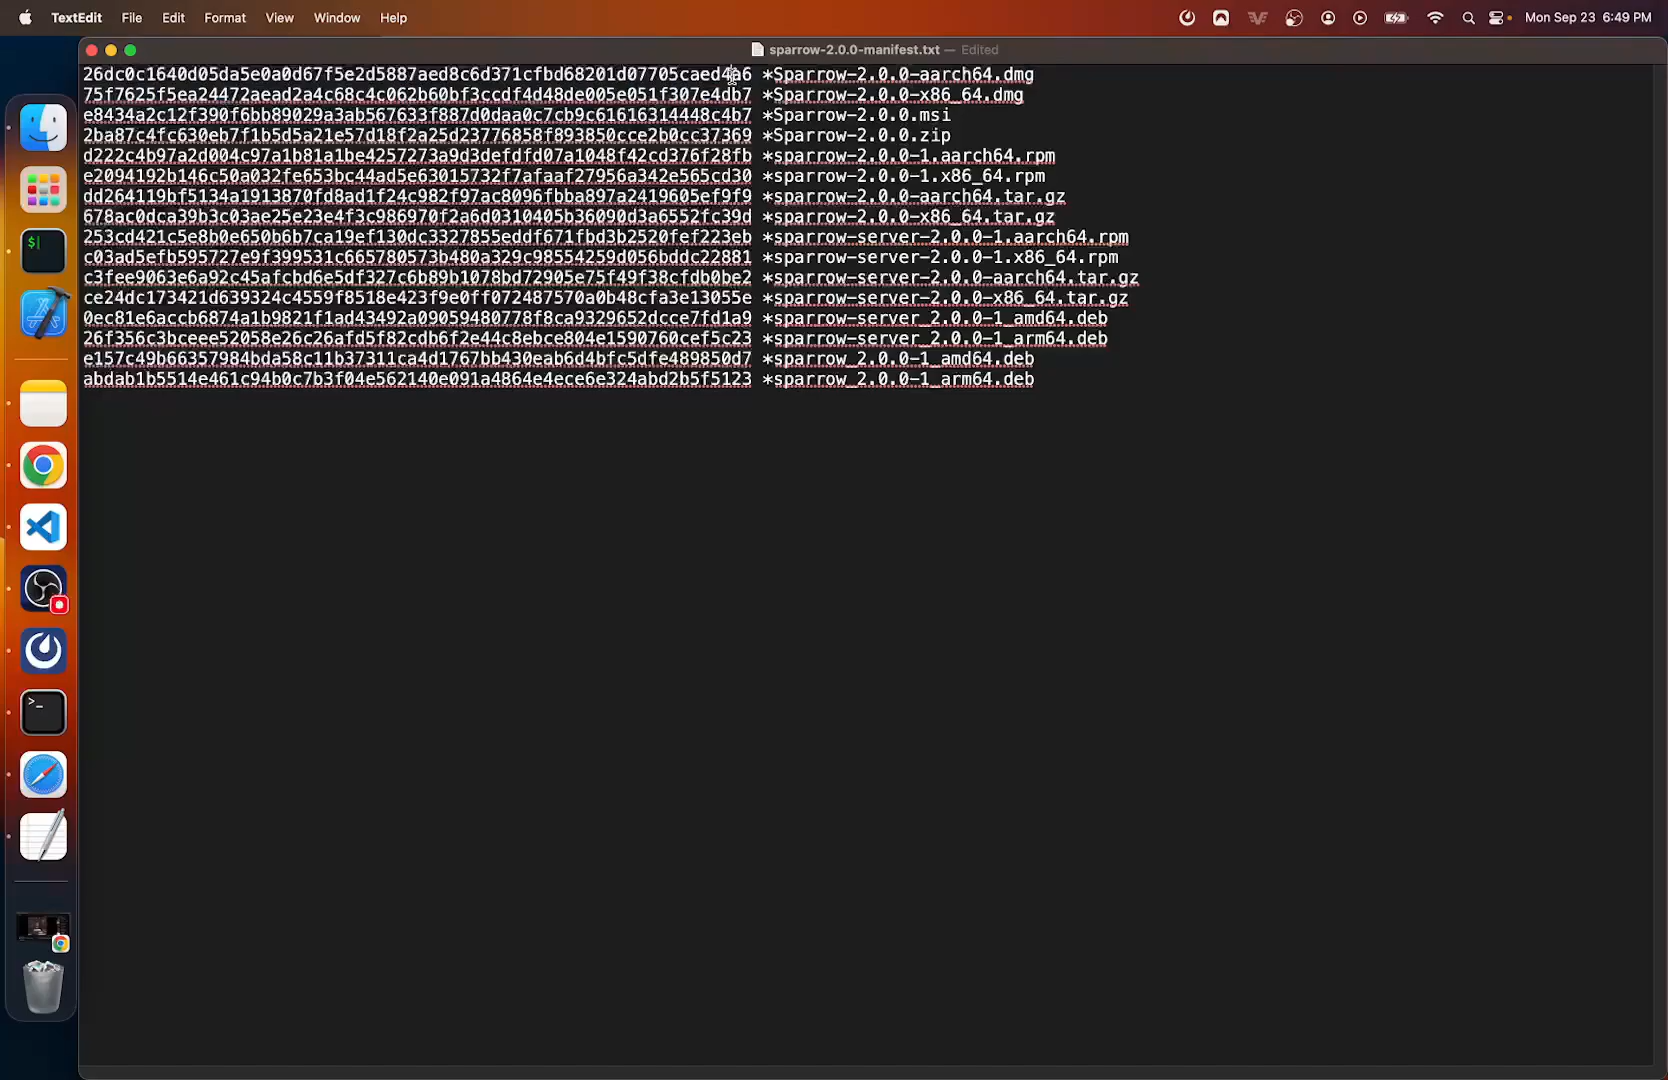 TextEdit File Edit Format View Window Help Mon Sep 23 6:49 PM
sparrow-2.0.0-manifest.txt — Edited
26dc0c1640d05da5e0a0d67f5e2d5887aed8c6d371cfbd68201d07705caed4a6 *Sparrow-2.0.0-aarch64.dmg
75f7625f5ea24472aead2a4c68c4c062b60bf3ccdf4d48de005e051f307e4db7 *Sparrow-2.0.0-x86_64.dmg
e8434a2c12f390f6bb89029a3ab567633f887d0daa0c7cb9c61616314448c4b7 *Sparrow-2.0.0.msi
2ba87c4fc630eb7f1b5d5a21e57d18f2a25d23776858f893850cce2b0cc37369 *Sparrow-2.0.0.zip
d222c4b97a2d004c97a1b81a1be4257273a9d3defdfd07a1048f42cd376f28fb *sparrow-2.0.0-1.aarch64.rpm
e2094192b146c50a032fe653bc44ad5e63015732f7afaaf27956a342e565cd30 *sparrow-2.0.0-1.x86_64.rpm
dd264119bf5134a1913870fd8ad1f24c982f97ac8096fbba897a2419605ef9f9 *sparrow-2.0.0-aarch64.tar.gz
678ac0dca39b3c03ae25e23e4f3c986970f2a6d0310405b36090d3a6552fc39d *sparrow-2.0.0-x86_64.tar.gz
253cd421c5e8b0e650b6b7ca19ef130dc3327855eddf671fbd3b2520fef223eb *sparrow-server-2.0.0-1.aarch64.rpm
c03ad5efb595727e9f399531c665780573b480a329c98554259d056bddc22881 *sparrow-server-2.0.0-1.x86_64.rpm
c3fee9063e6a92c45afcbd6e5df327c6b89b1078bd72905e75f49f38cfdb0be2 *sparrow-server-2.0.0-aarch64.tar.gz
ce24dc173421d639324c4559f8518e423f9e0ff072487570a0b48cfa3e13055e *sparrow-server-2.0.0-x86_64.tar.gz
0ec81e6accb6874a1b9821f1ad43492a09059480778f8ca9329652dcce7fd1a9 *sparrow-server_2.0.0-1_amd64.deb
26f356c3bceee52058e26c26afd5f82cdb6f2e44c8ebce804e1590760cef5c23 *sparrow-server_2.0.0-1_arm64.deb
e157c49b66357984bda58c11b37311ca4d1767bb430eab6d4bfc5dfe489850d7 *sparrow_2.0.0-1_amd64.deb
abdab1b5514e461c94b0c7b3f04e562140e091a4864e4ece6e324abd2b5f5123 *sparrow_2.0.0-1_arm64.deb